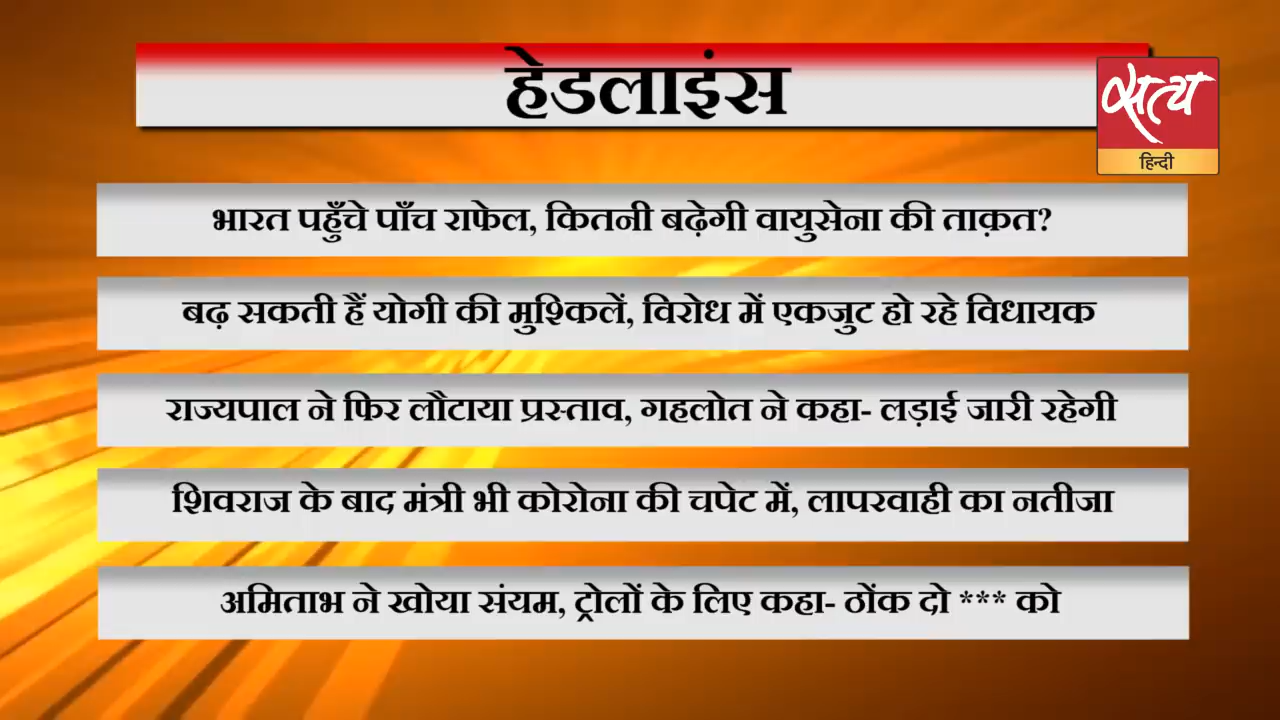 हेडलाइंस
सत्य
हिन्दी
भारत पहुँचे पाँच राफेल, कितनी बढ़ेगी वायुसेना की ताक़त?
बढ़ सकती हैं योगी की मुश्किलें, विरोध में एकजुट हो रहे विधायक
राज्यपाल ने फिर लौटाया प्रस्ताव, गहलोत ने कहा- लड़ाई जारी रहेगी
शिवराज के बाद मंत्री भी कोरोना की चपेट में, लापरवाही का नतीजा
अमिताभ ने खोया संयम, ट्रोलों के लिए कहा- ठोंक दो *** को